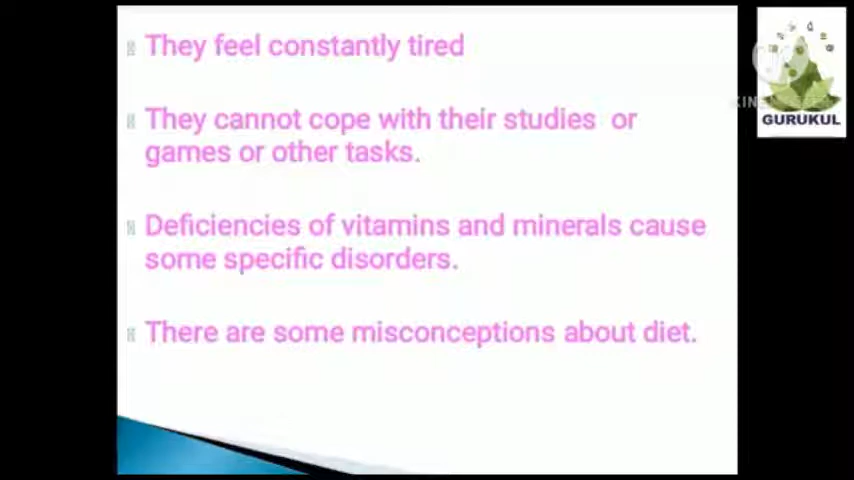 They feel constantly tired
They cannot cope with their studies or
games or other tasks.
Deficiencies of vitamins and minerals cause
some specific disorders.
There are some misconceptions about diet.
GURUKUL